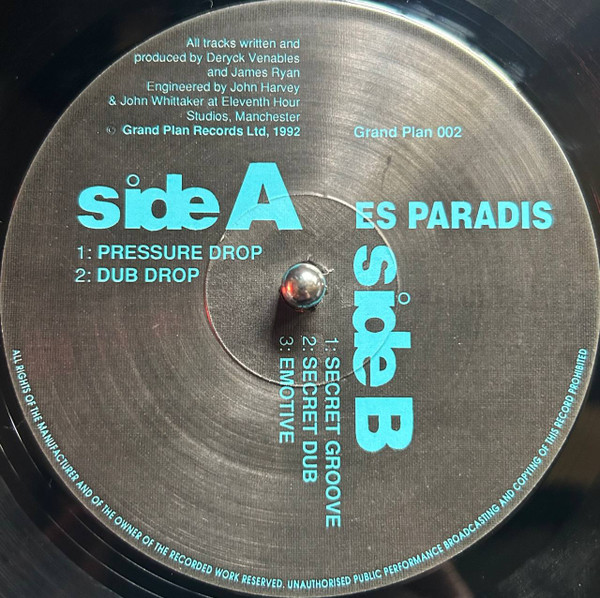 All tracks written and
produced by Deryck Venables
and James Ryan
Engineered by John Harvey
& John Whittaker at Eleventh Hour
Studios, Manchester
© Grand Plan Records Ltd, 1992
Grand Plan 002
side A
ES PARADIS
1: PRESSURE DROP
2: DUB DROP
side B
1: SECRET GROOVE
2: SECRET DUB
3: EMOTIVE
ALL RIGHTS OF THE MANUFACTURER AND OF THE OWNER OF THE RECORDED WORK RESERVED. UNAUTHORISED PUBLIC PERFORMANCE BROADCASTING AND COPYING OF THIS RECORD PROHIBITED